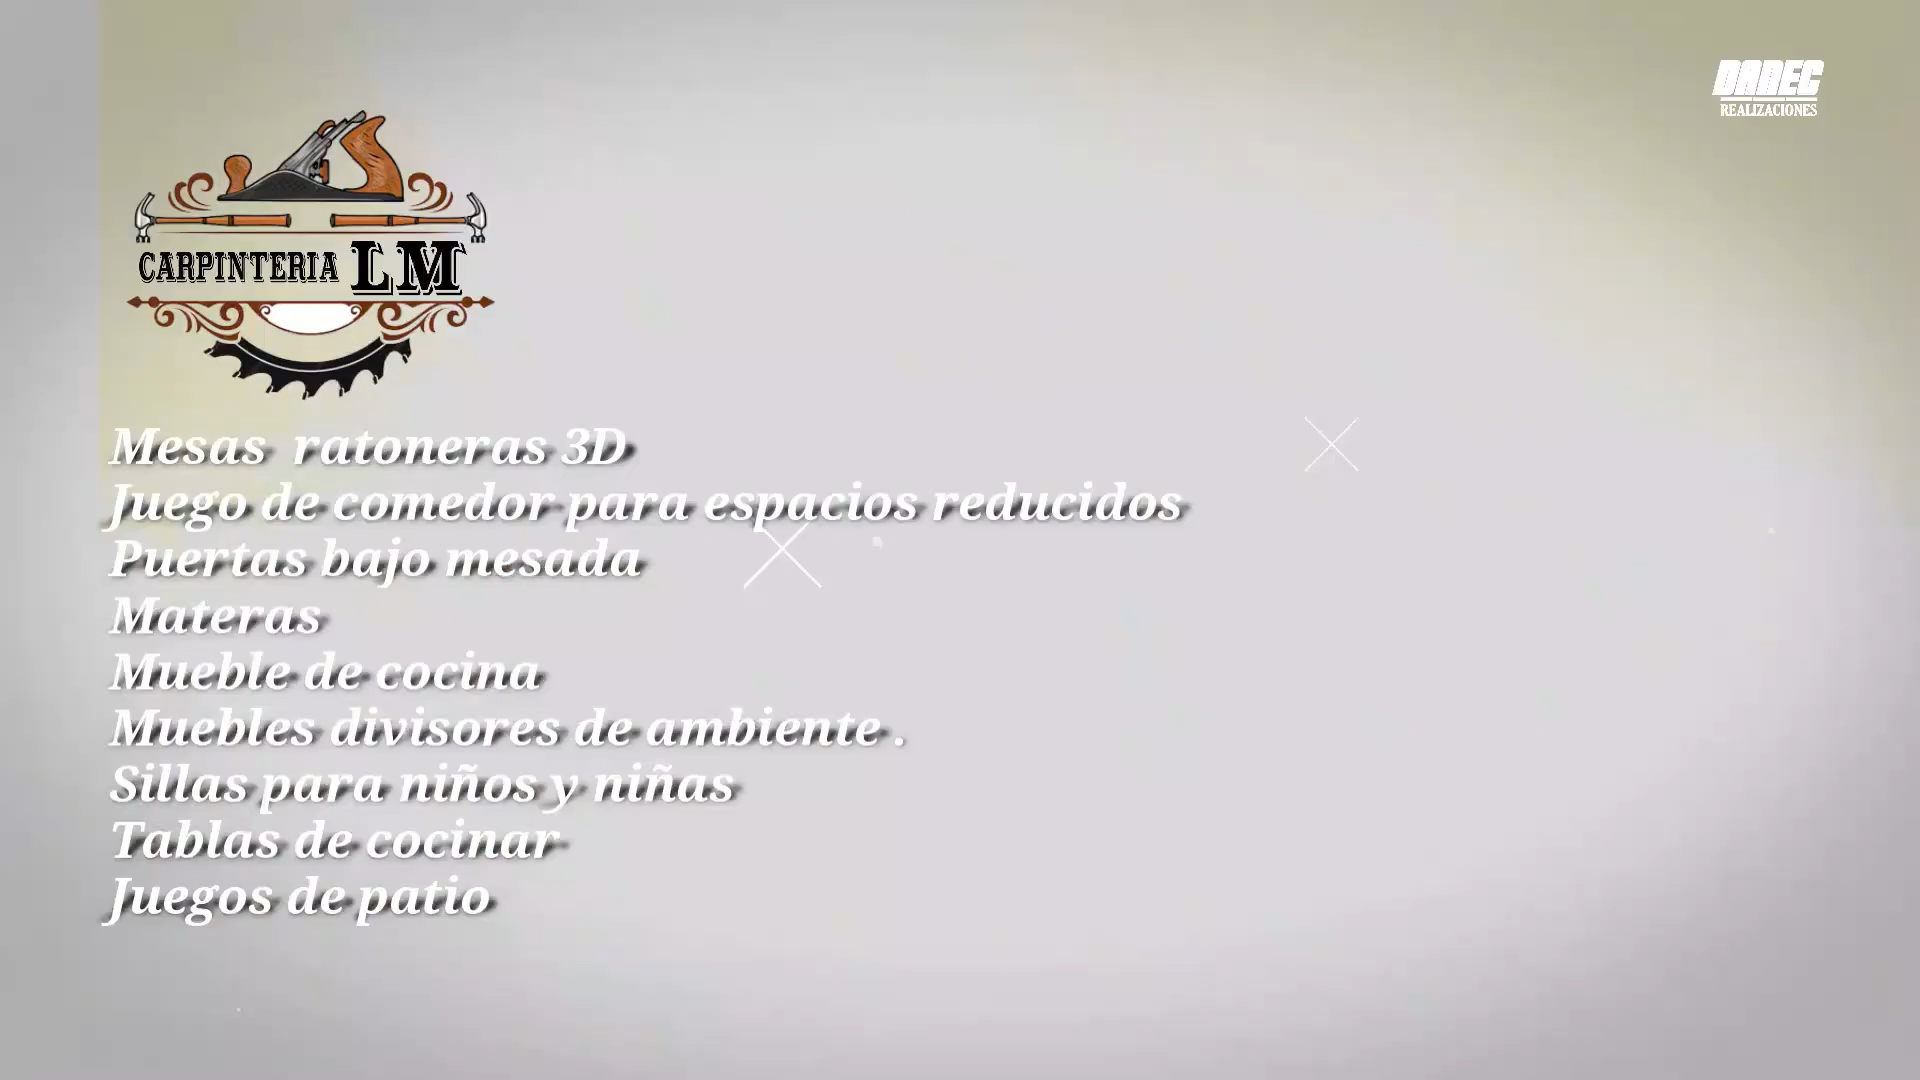 DANEC
REALIZACIONES
CARPINTERIA LM
Mesas ratoneras 3D
Juego de comedor para espacios reducidos
Puertas bajo mesada
Materas
Mueble de cocina
Muebles divisores de ambiente .
Sillas para niños y niñas
Tablas de cocinar
Juegos de patio